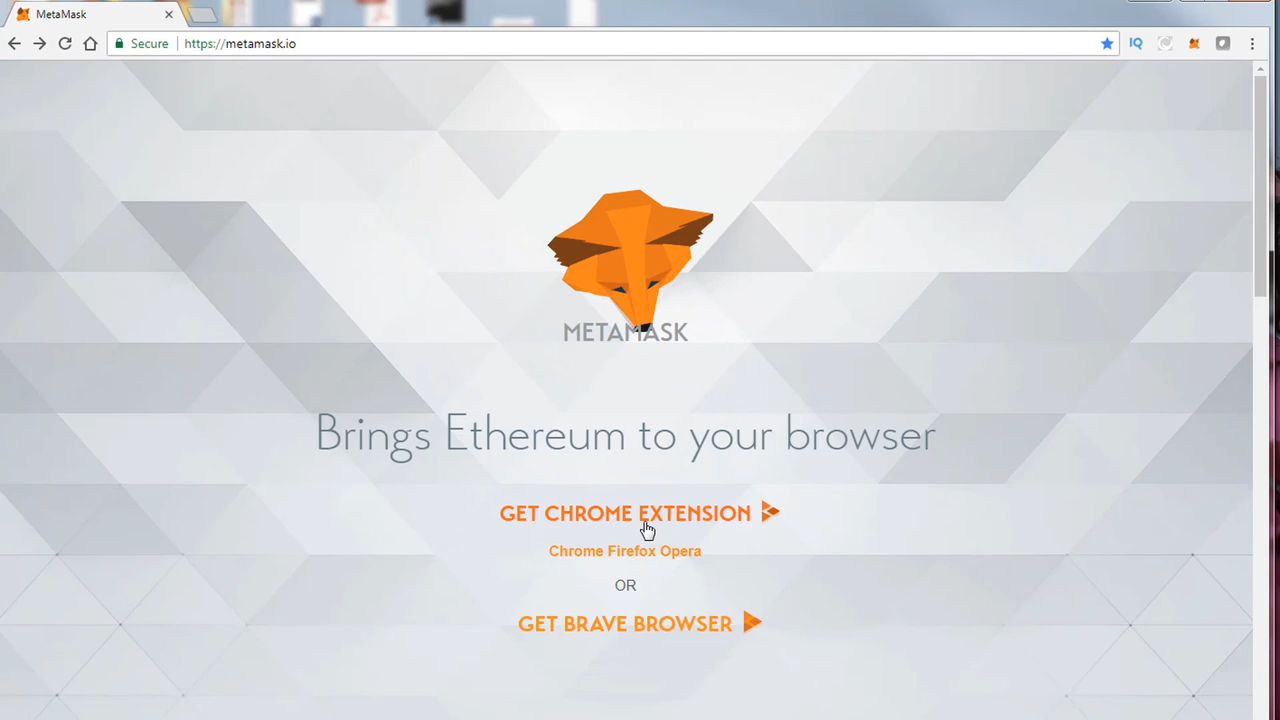 MetaMask
Secure https://metamask.io
IQ
METAMASK
Brings Ethereum to your browser
GET CHROME EXTENSION
Chrome Firefox Opera
OR
GET BRAVE BROWSER